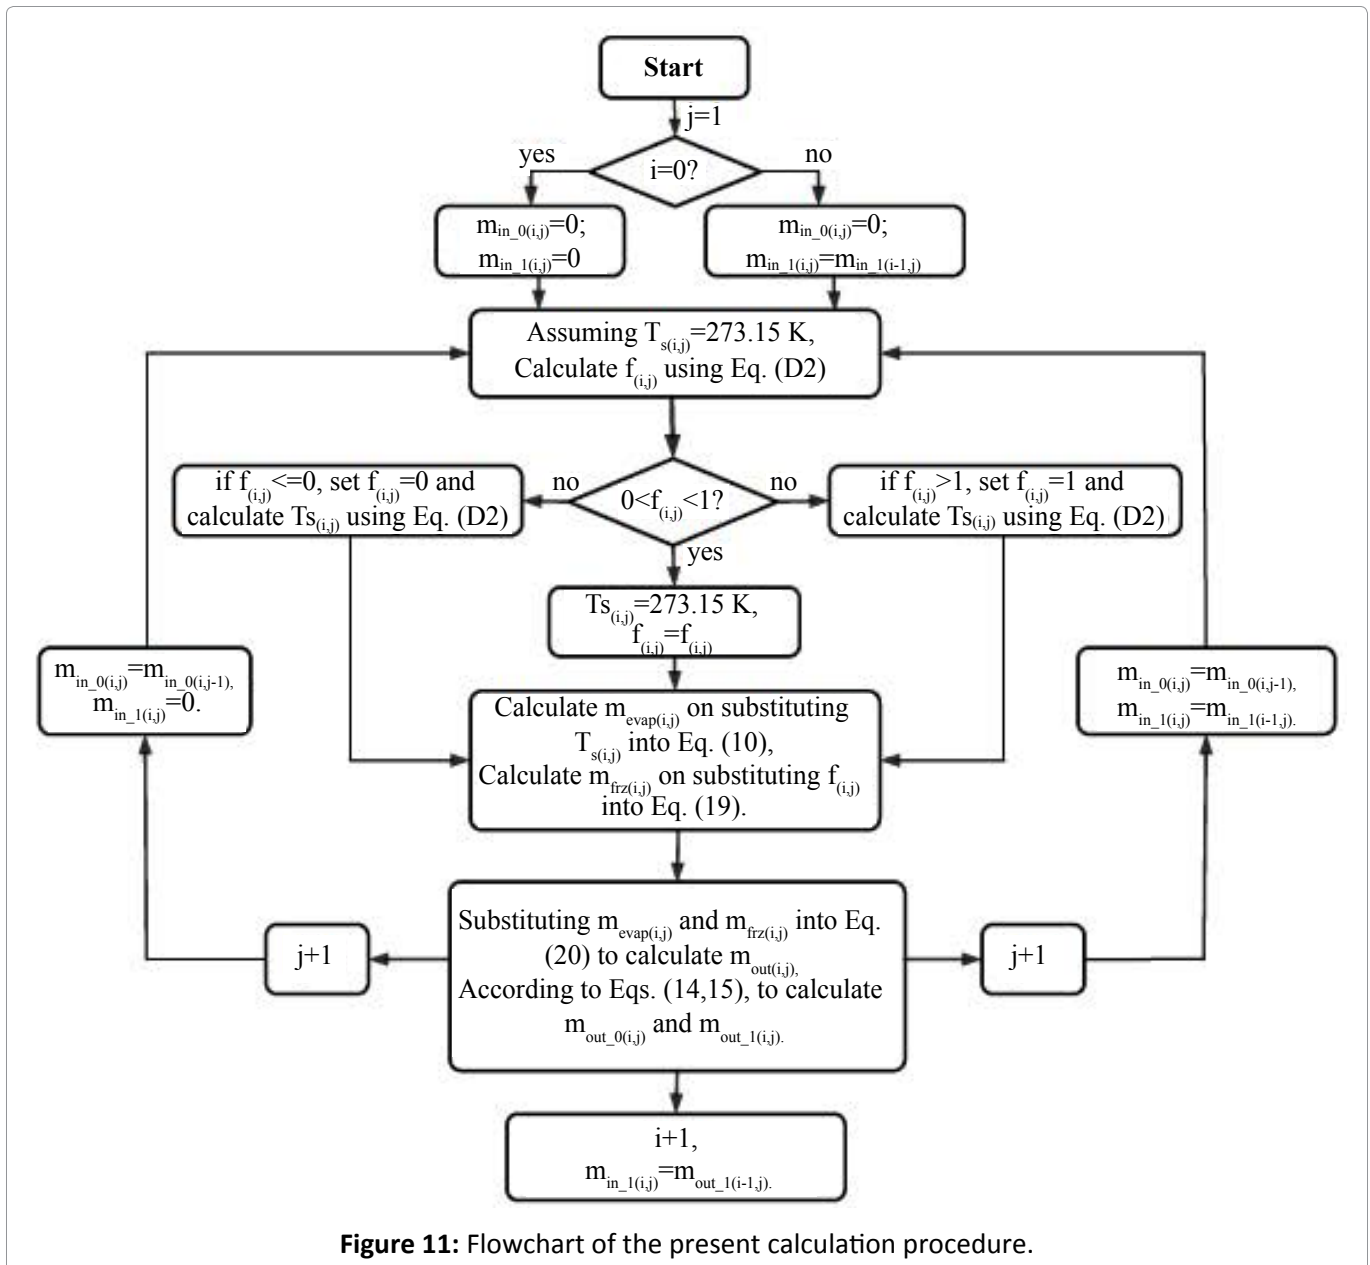 Start
j=1
yes
no
i=0?
m_in_0(i,j)=0;
m_in_1(i,j)=0
m_in_0(i,j)=0;
m_in_1(i,j)=m_in_1(i-1,j)
Assuming T_s(i,j)=273.15 K,
Calculate f_(i,j) using Eq. (D2)
if f_(i,j)<=0, set f_(i,j)=0 and
calculate Ts_(i,j) using Eq. (D2)
no
0<f_(i,j)<1?
no
if f_(i,j)>1, set f_(i,j)=1 and
calculate Ts_(i,j) using Eq. (D2)
yes
Ts_(i,j)=273.15 K,
f_(i,j)=f_(i,j)
m_in_0(i,j)=m_in_0(i,j-1),
m_in_1(i,j)=0.
Calculate m_evap(i,j) on substituting
T_s(i,j) into Eq. (10),
Calculate m_frz(i,j) on substituting f_(i,j)
into Eq. (19).
m_in_0(i,j)=m_in_0(i,j-1),
m_in_1(i,j)=m_in_1(i-1,j).
j+1
Substituting m_evap(i,j) and m_frz(i,j) into Eq.
(20) to calculate m_out(i,j),
According to Eqs. (14,15), to calculate
m_out_0(i,j) and m_out_1(i,j).
j+1
i+1,
m_in_1(i,j)=m_out_1(i-1,j).
Figure 11: Flowchart of the present calculation procedure.